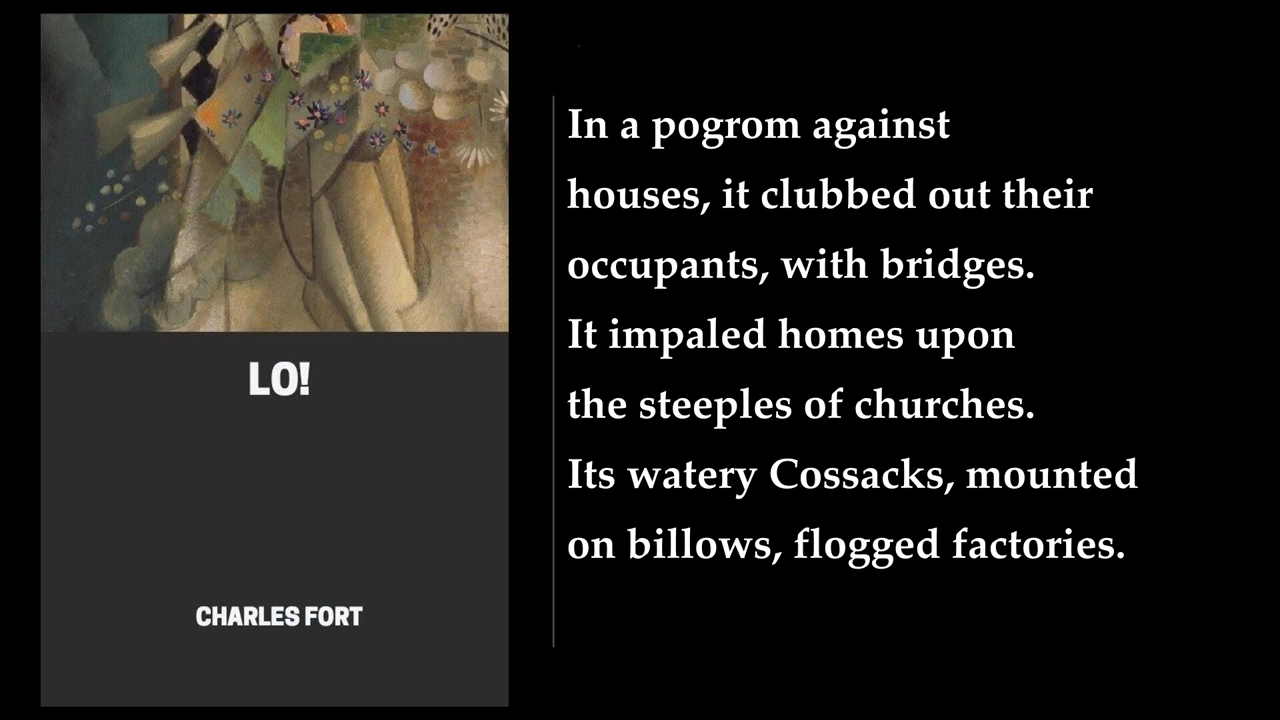 LO!
CHARLES FORT
In a pogrom against
houses, it clubbed out their
occupants, with bridges.
It impaled homes upon
the steeples of churches.
Its watery Cossacks, mounted
on billows, flogged factories.